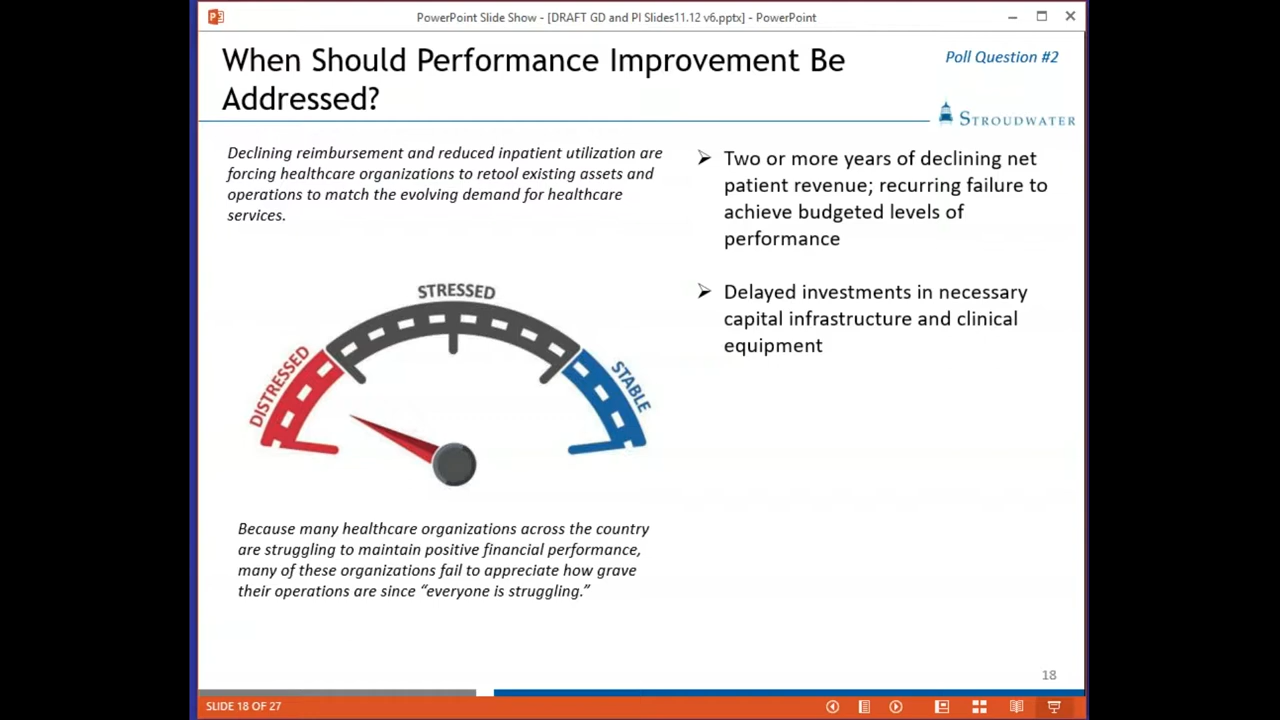 PowerPoint Slide Show - [DRAFT GD and PI Slides11.12 v6.pptx] - PowerPoint
When Should Performance Improvement Be
Addressed?
Poll Question #2
STROUDWATER
Declining reimbursement and reduced inpatient utilization are
forcing healthcare organizations to retool existing assets and
operations to match the evolving demand for healthcare
services.
DISTRESSED
STRESSED
STABLE
Because many healthcare organizations across the country
are struggling to maintain positive financial performance,
many of these organizations fail to appreciate how grave
their operations are since “everyone is struggling.”
➢ Two or more years of declining net
patient revenue; recurring failure to
achieve budgeted levels of
performance
➢ Delayed investments in necessary
capital infrastructure and clinical
equipment
18
SLIDE 18 OF 27